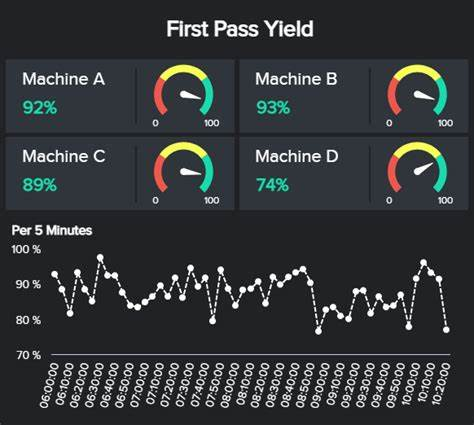 First Pass Yield
Machine A
92%
0 100
Machine B
93%
0 100
Machine C
89%
0 100
Machine D
74%
0 100
Per 5 Minutes
100 %
90 %
80 %
70 %
06:00:00 06:10:00 06:20:00 06:30:00 06:40:00 06:50:00 07:00:00 07:10:00 07:20:00 07:30:00 07:40:00 07:50:00 08:00:00 08:10:00 08:20:00 08:30:00 08:40:00 08:50:00 09:00:00 09:10:00 09:20:00 09:30:00 09:40:00 09:50:00 10:00:00 10:10:00 10:20:00